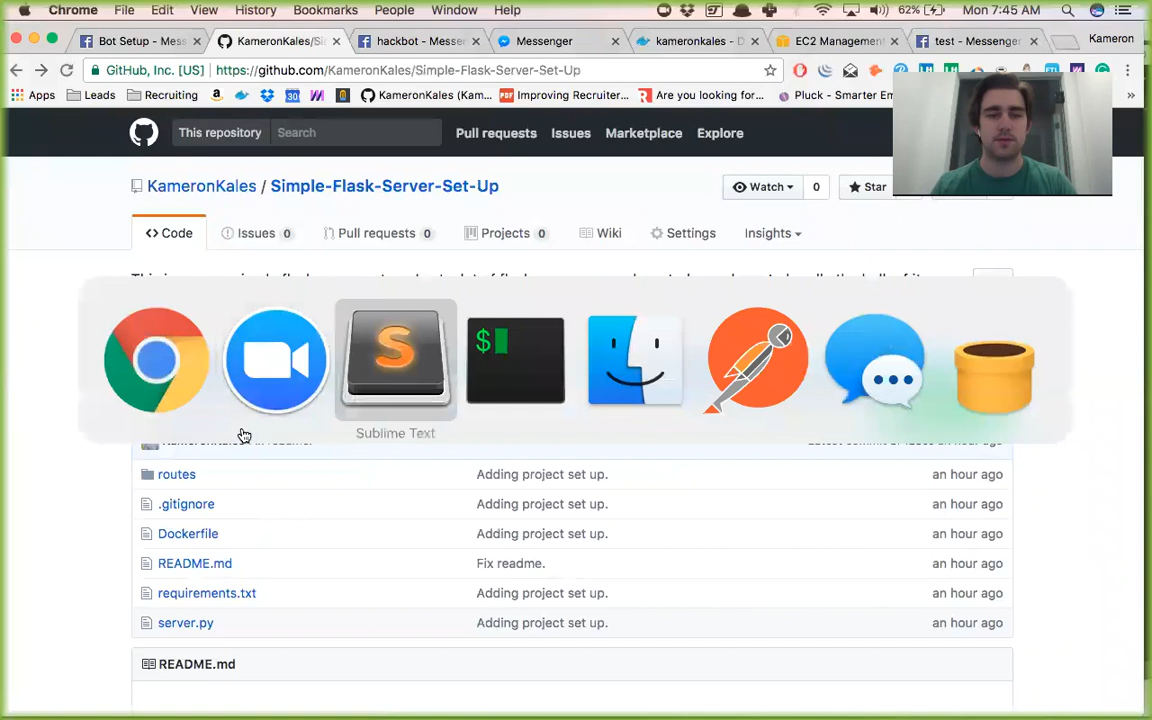 Chrome File Edit View History Bookmarks People Window Help 62% Mon 7:45 AM
Bot Setup - Mess × KameronKales/Si × hackbot - Messe × Messenger × kameronkales - D × EC2 Managemen × test - Messenger × Kameron
GitHub, Inc. [US] https://github.com/KameronKales/Simple-Flask-Server-Set-Up
Apps Leads Recruiting KameronKales (Kam... Improving Recruiter... Are you looking for... Pluck - Smarter Em »
This repository Search Pull requests Issues Marketplace Explore
KameronKales / Simple-Flask-Server-Set-Up Watch 0 Star
<> Code Issues 0 Pull requests 0 Projects 0 Wiki Settings Insights
S $
Sublime Text
routes Adding project set up. an hour ago
.gitignore Adding project set up. an hour ago
Dockerfile Adding project set up. an hour ago
README.md Fix readme. an hour ago
requirements.txt Adding project set up. an hour ago
server.py Adding project set up. an hour ago
README.md